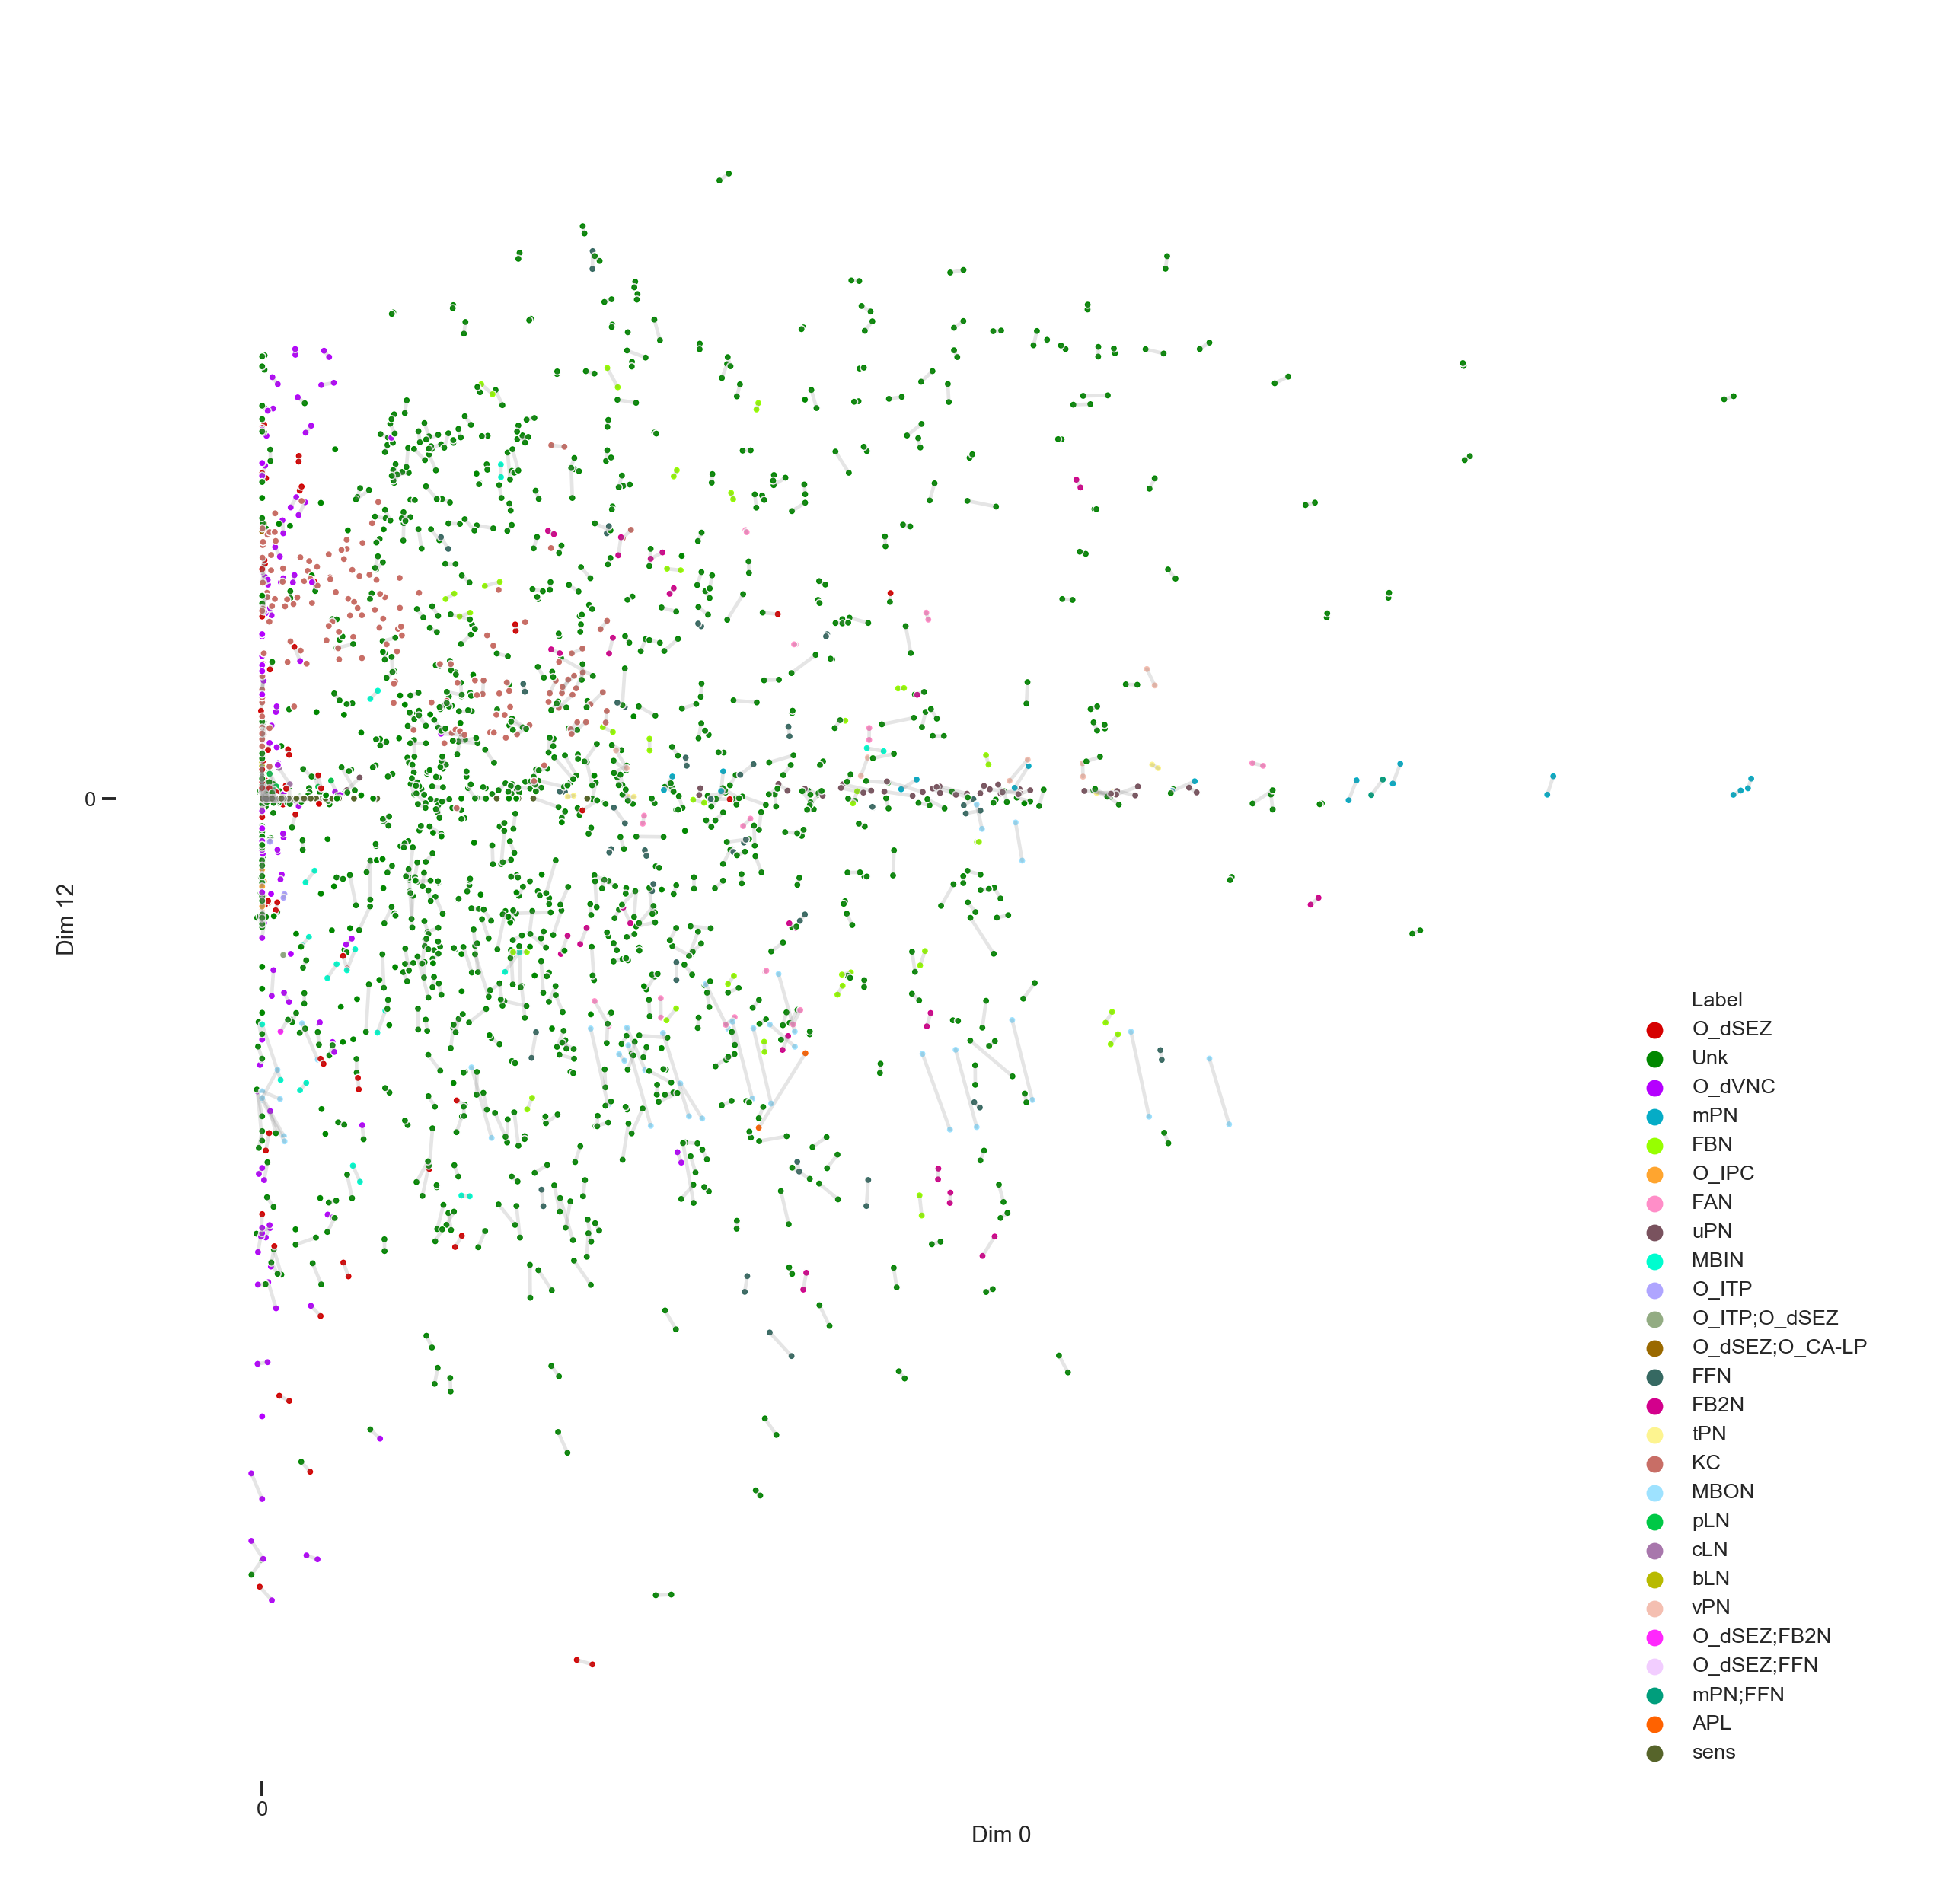 0
Dim 12
Label
O_dSEZ
Unk
O_dVNC
mPN
FBN
O_IPC
FAN
uPN
MBIN
O_ITP
O_ITP;O_dSEZ
O_dSEZ;O_CA-LP
FFN
FB2N
tPN
KC
MBON
pLN
cLN
bLN
vPN
O_dSEZ;FB2N
O_dSEZ;FFN
mPN;FFN
APL
sens
0
Dim 0